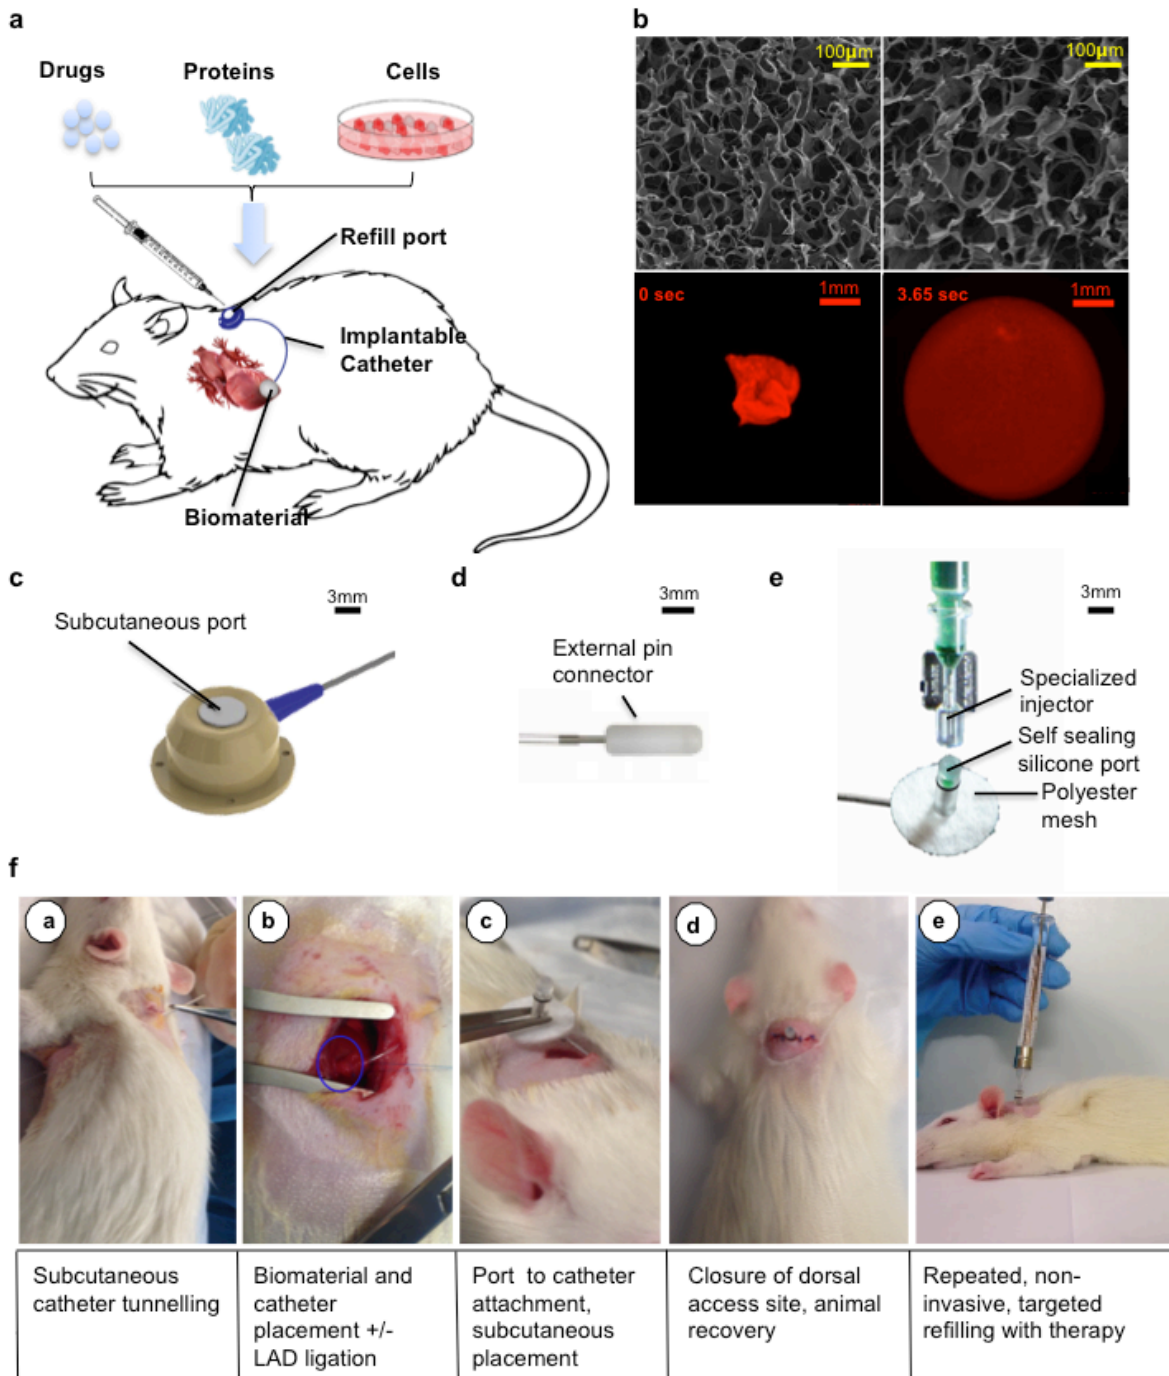 a
Drugs
Proteins
Cells
Refill port
Implantable
Catheter
Biomaterial
b
100µm
100µm
0 sec
1mm
3.65 sec
1mm
c
3mm
Subcutaneous port
d
3mm
External pin
connector
e
3mm
Specialized
injector
Self sealing
silicone port
Polyester
mesh
f
a
b
c
d
e
Subcutaneous
catheter tunnelling
Biomaterial and
catheter
placement +/-
LAD ligation
Port to catheter
attachment,
subcutaneous
placement
Closure of dorsal
access site, animal
recovery
Repeated, non-
invasive, targeted
refilling with therapy